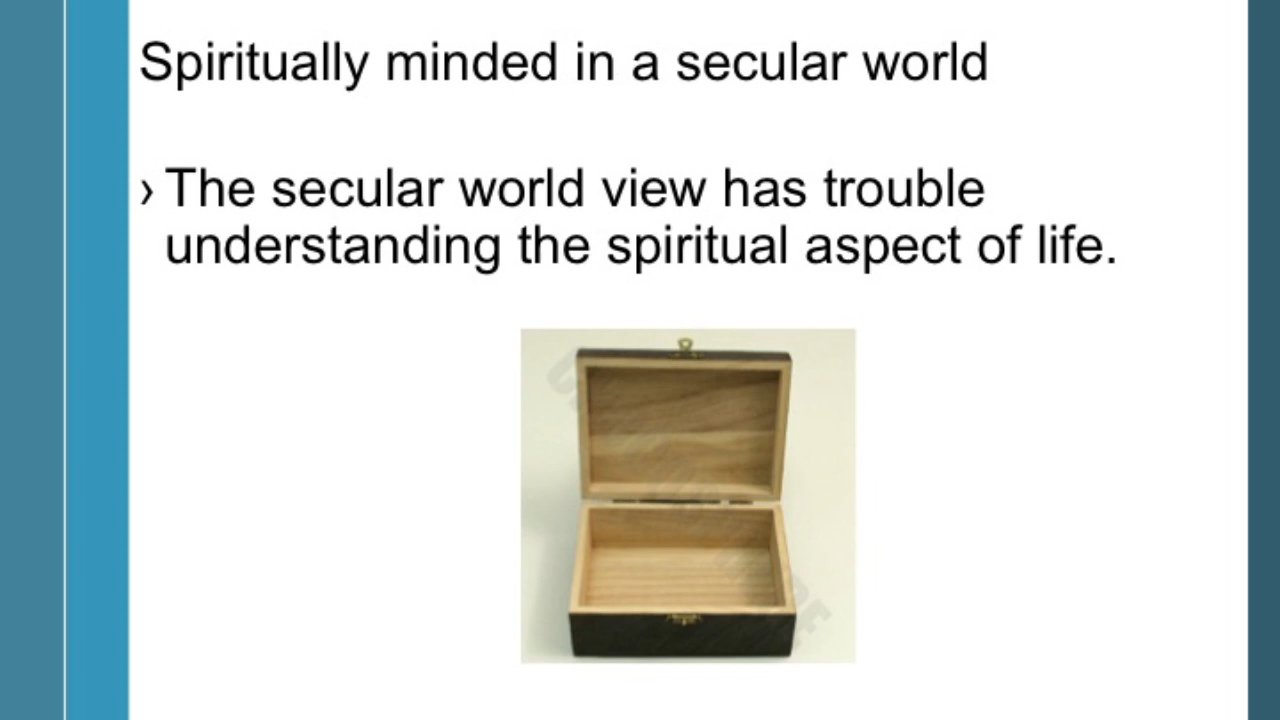 Spiritually minded in a secular world
› The secular world view has trouble
understanding the spiritual aspect of life.